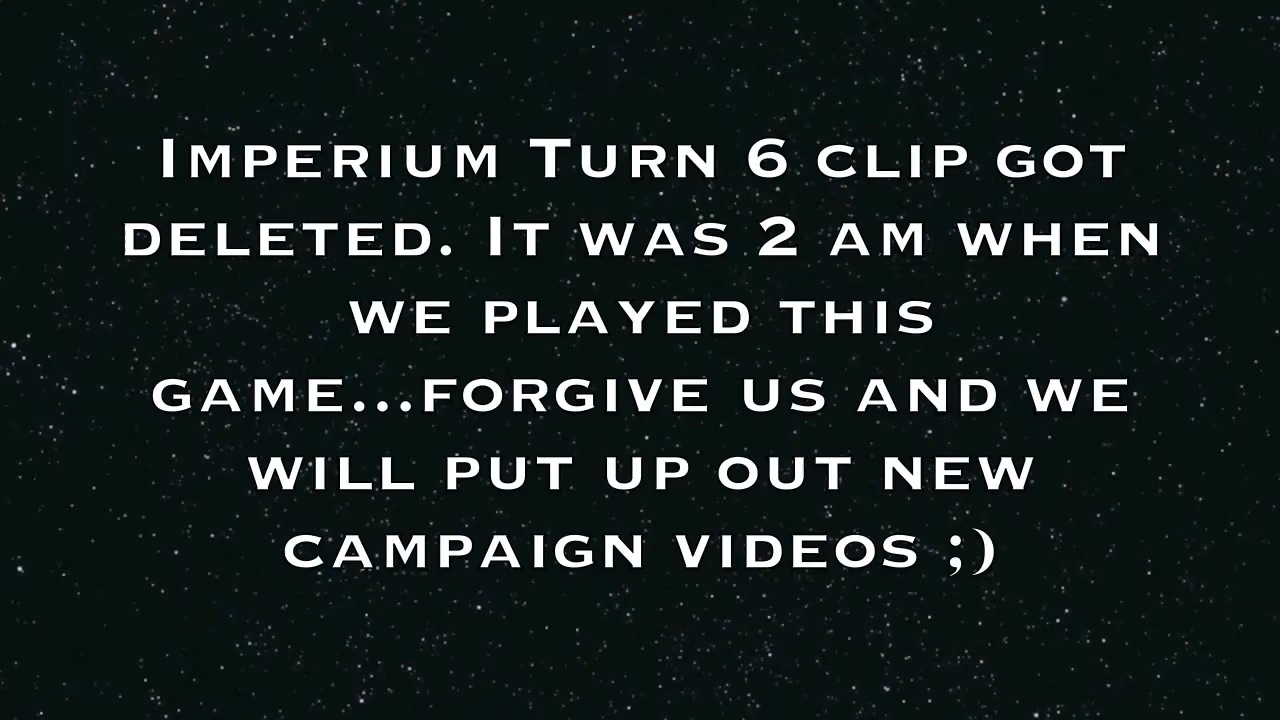 Imperium Turn 6 clip got
deleted. It was 2 am when
we played this
game...forgive us and we
will put up out new
campaign videos ;)